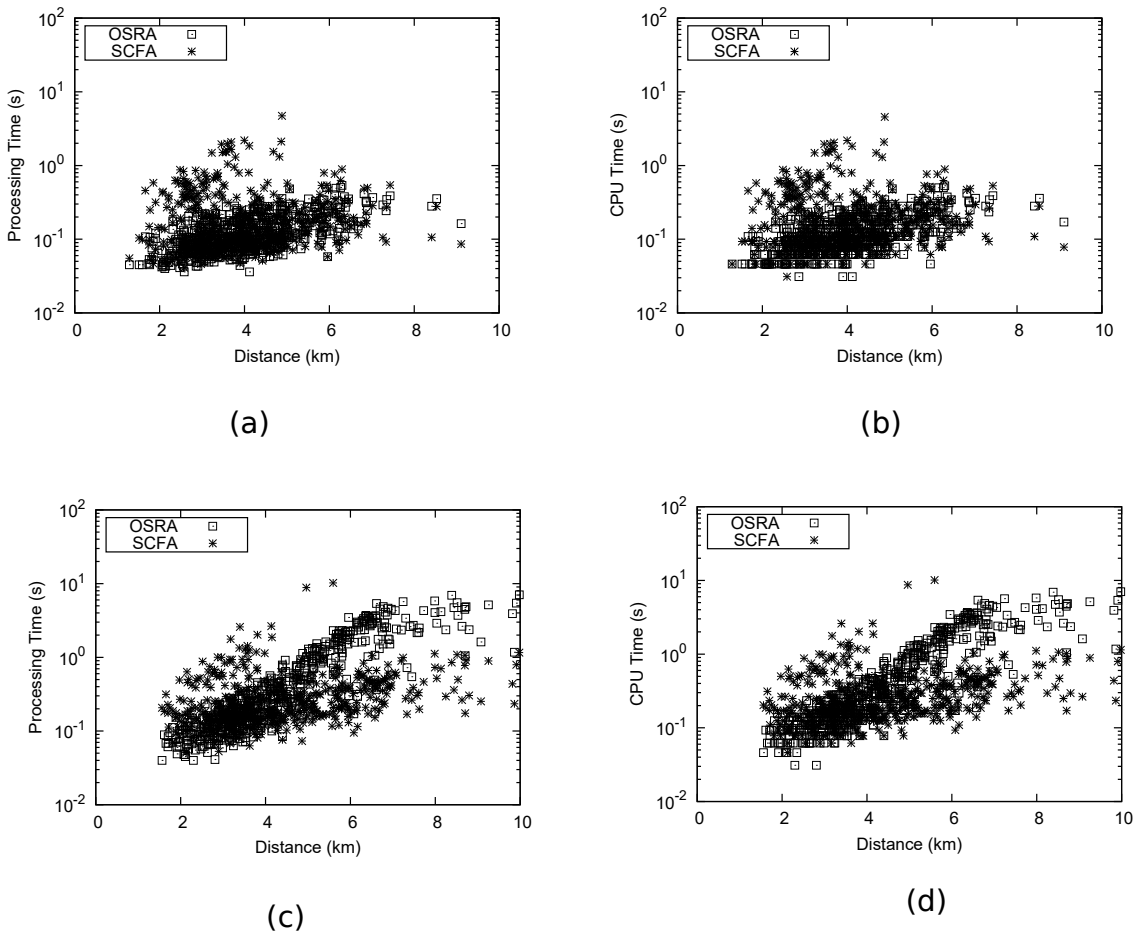 10^2
OSRA
SCFA
10^1
10^0
10^-1
10^-2
Processing Time (s)
0 2 4 6 8 10
Distance (km)
(a)
10^2
OSRA
SCFA
10^1
10^0
10^-1
10^-2
CPU Time (s)
0 2 4 6 8 10
Distance (km)
(b)
10^2
OSRA
SCFA
10^1
10^0
10^-1
10^-2
Processing Time (s)
0 2 4 6 8 10
Distance (km)
(c)
10^2
OSRA
SCFA
10^1
10^0
10^-1
10^-2
CPU Time (s)
0 2 4 6 8 10
Distance (km)
(d)